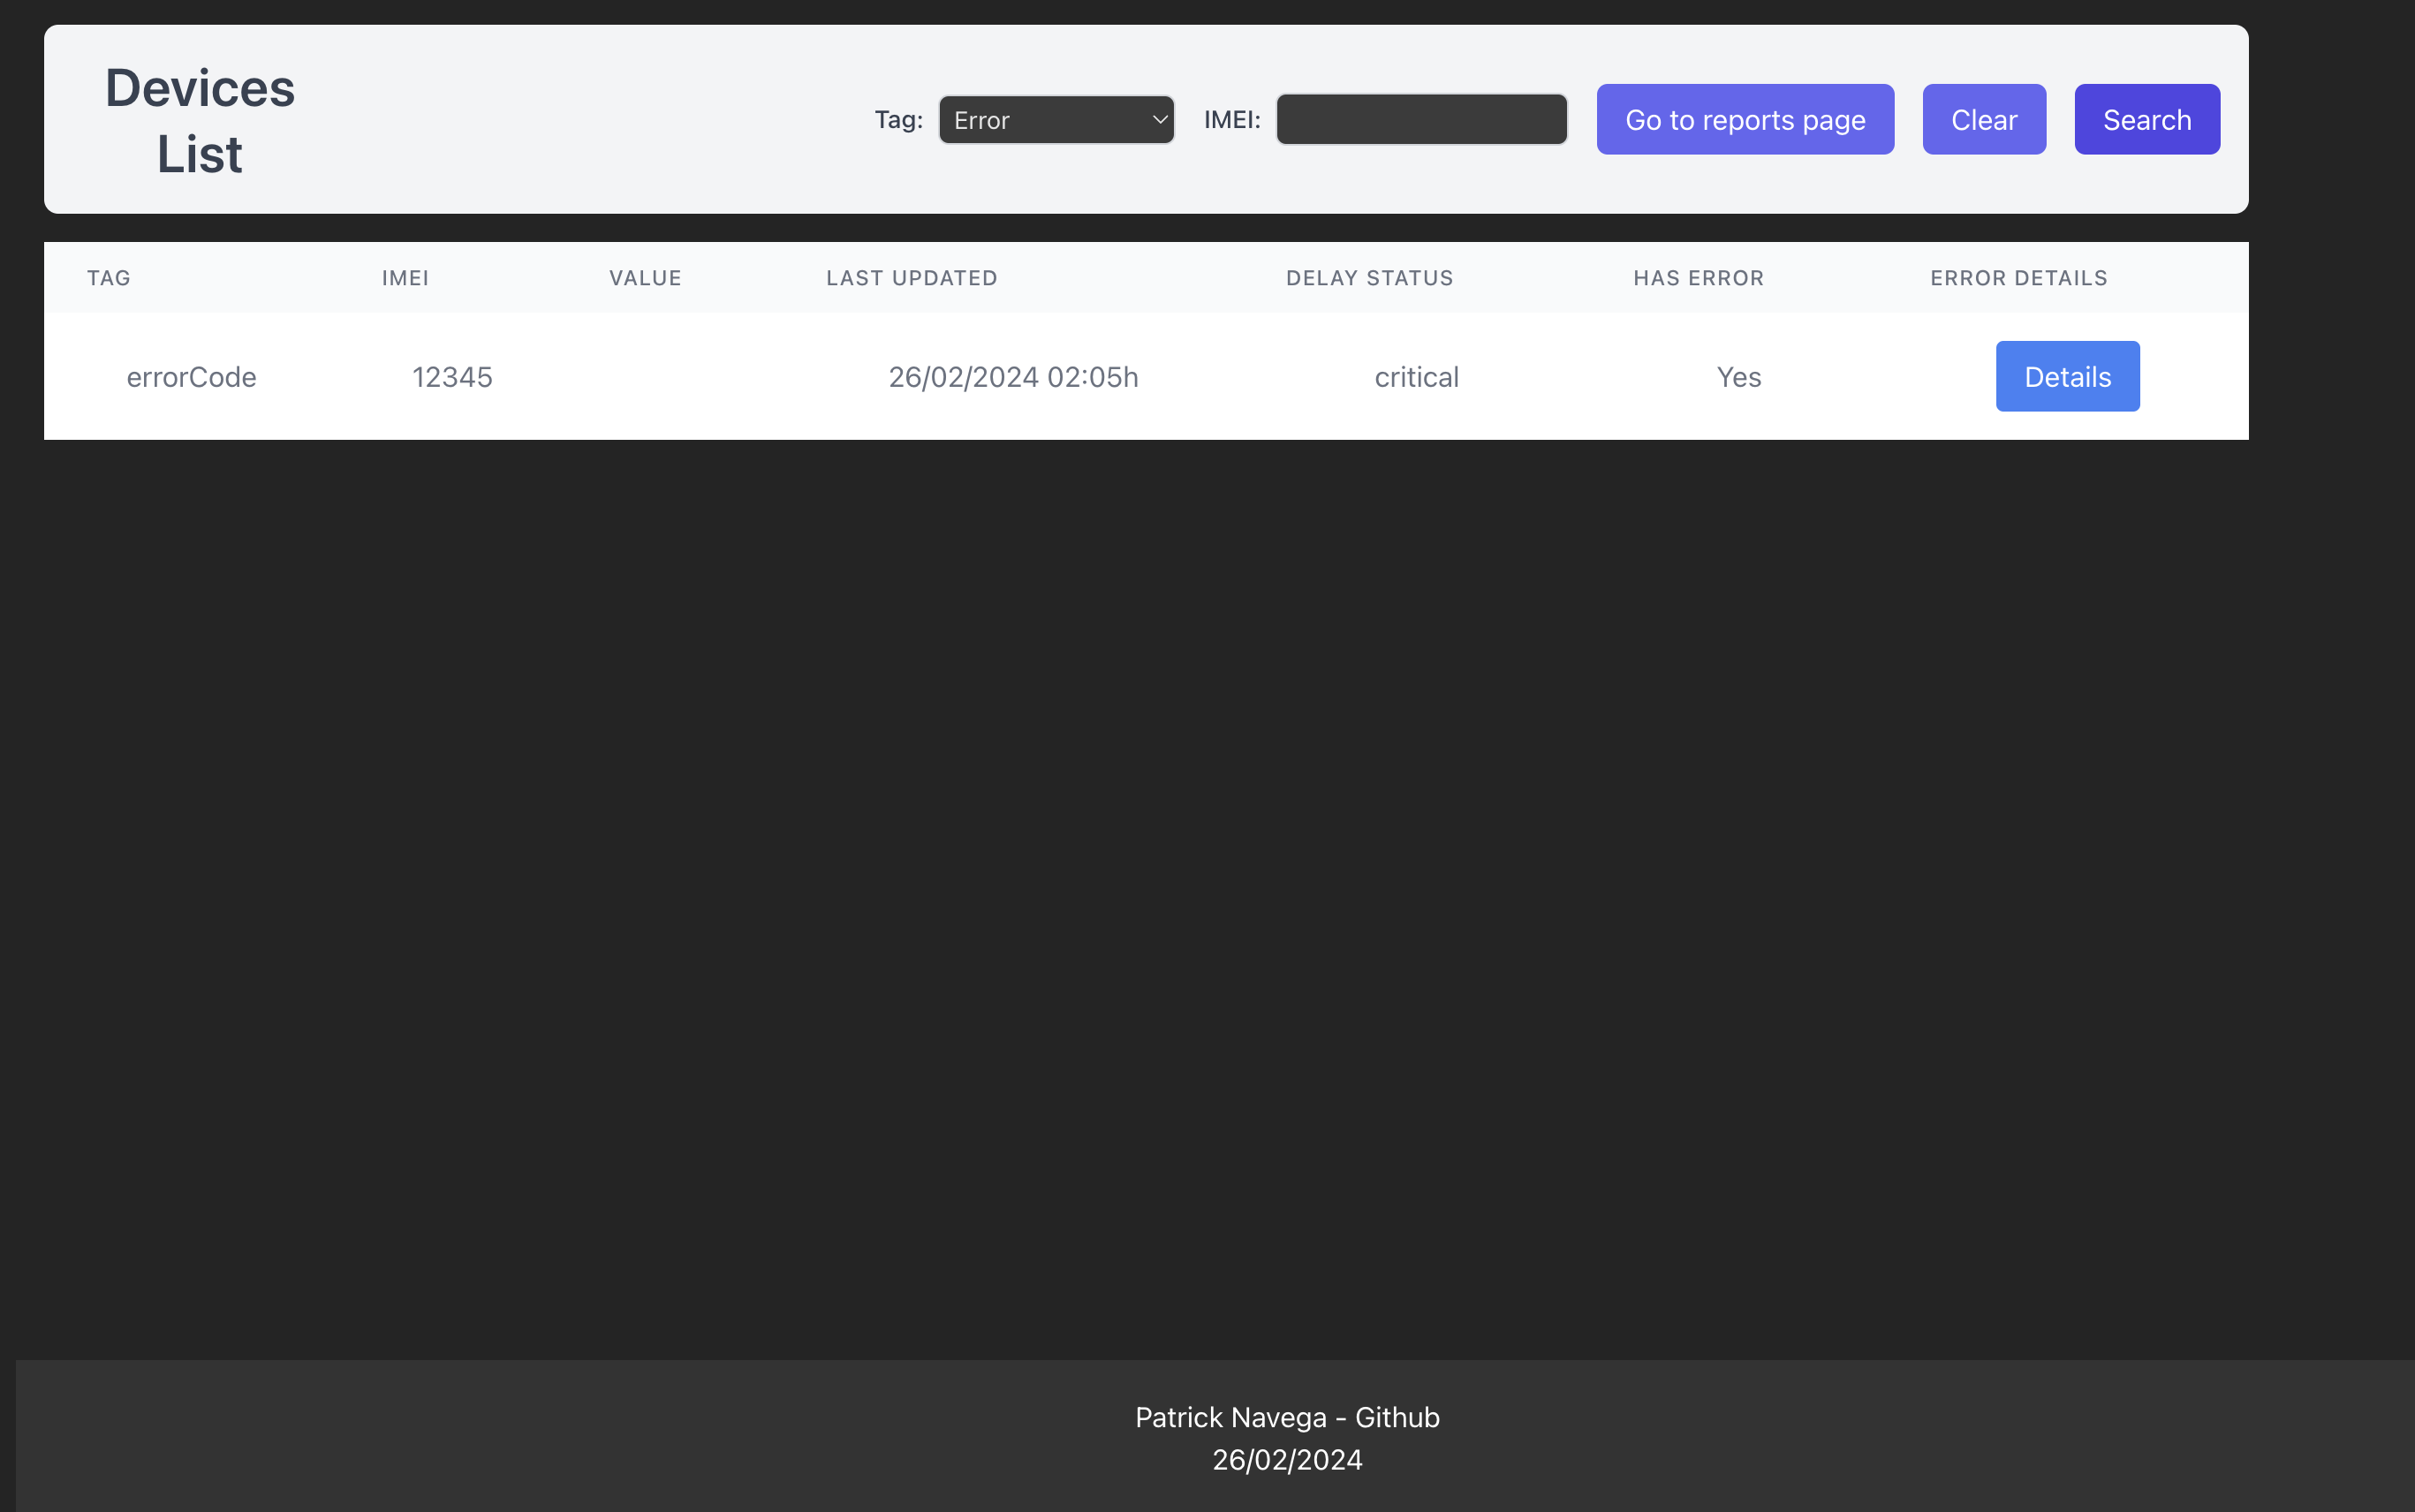 Devices
List
Tag: Error IMEI: Go to reports page Clear Search
TAG IMEI VALUE LAST UPDATED DELAY STATUS HAS ERROR ERROR DETAILS
errorCode 12345 26/02/2024 02:05h critical Yes Details
Patrick Navega - Github
26/02/2024